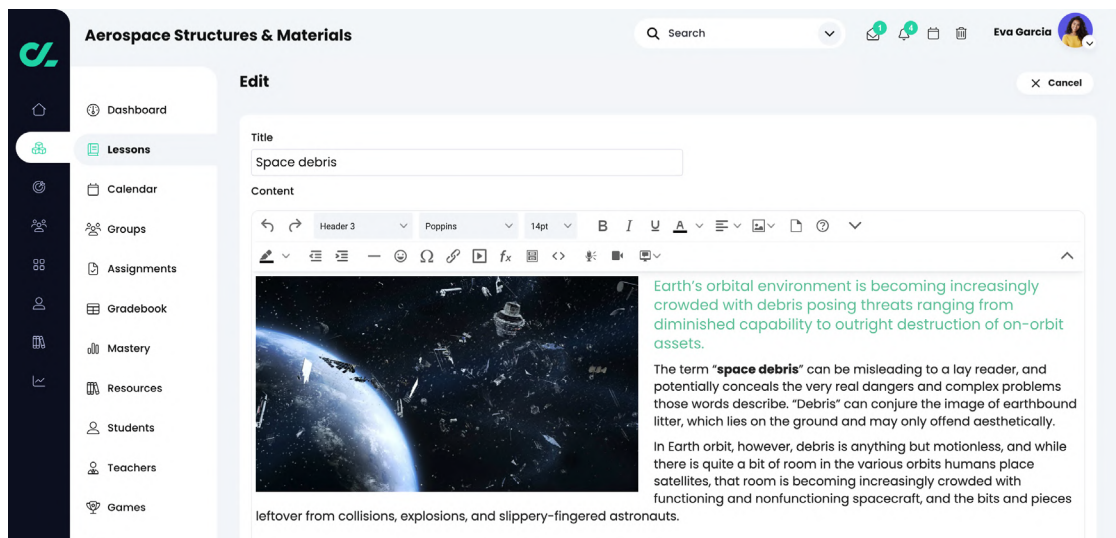 Aerospace Structures & Materials
Search
1
4
Eva Garcia
Edit
Cancel
Dashboard
Lessons
Calendar
Groups
Assignments
Gradebook
Mastery
Resources
Students
Teachers
Games
Title
Space debris
Content
Header 3
Poppins
14pt
B I U A
fx
Earth’s orbital environment is becoming increasingly
crowded with debris posing threats ranging from
diminished capability to outright destruction of on-orbit
assets.
The term “space debris” can be misleading to a lay reader, and
potentially conceals the very real dangers and complex problems
those words describe. “Debris” can conjure the image of earthbound
litter, which lies on the ground and may only offend aesthetically.
In Earth orbit, however, debris is anything but motionless, and while
there is quite a bit of room in the various orbits humans place
satellites, that room is becoming increasingly crowded with
functioning and nonfunctioning spacecraft, and the bits and pieces
leftover from collisions, explosions, and slippery-fingered astronauts.